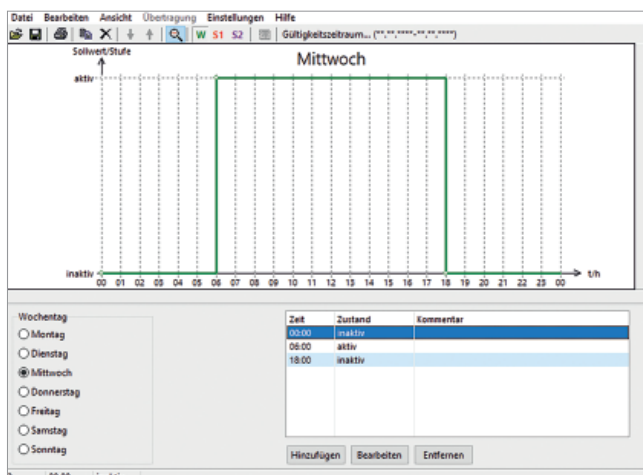 Datei Bearbeiten Ansicht Übertragung Einstellungen Hilfe
W S1 S2 Gültigkeitszeitraum... (**.**.****-**.**.****)
Sollwert/Stufe
Mittwoch
aktiv
inaktiv
t/h
00 01 02 03 04 05 06 07 08 09 10 11 12 13 14 15 16 17 18 19 20 21 22 23 00
Wochentag
Montag
Dienstag
Mittwoch
Donnerstag
Freitag
Samstag
Sonntag
Zeit Zustand Kommentar
00:00 inaktiv
06:00 aktiv
18:00 inaktiv
Hinzufügen Bearbeiten Entfernen